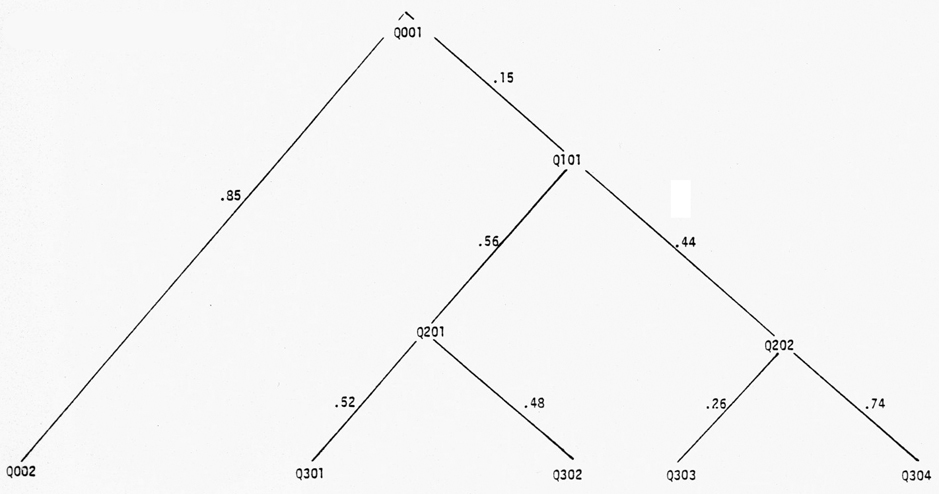 Q001
.15
Q101
.85
.56
.44
Q201
Q202
.52
.48
.26
.74
Q002
Q301
Q302
Q303
Q304